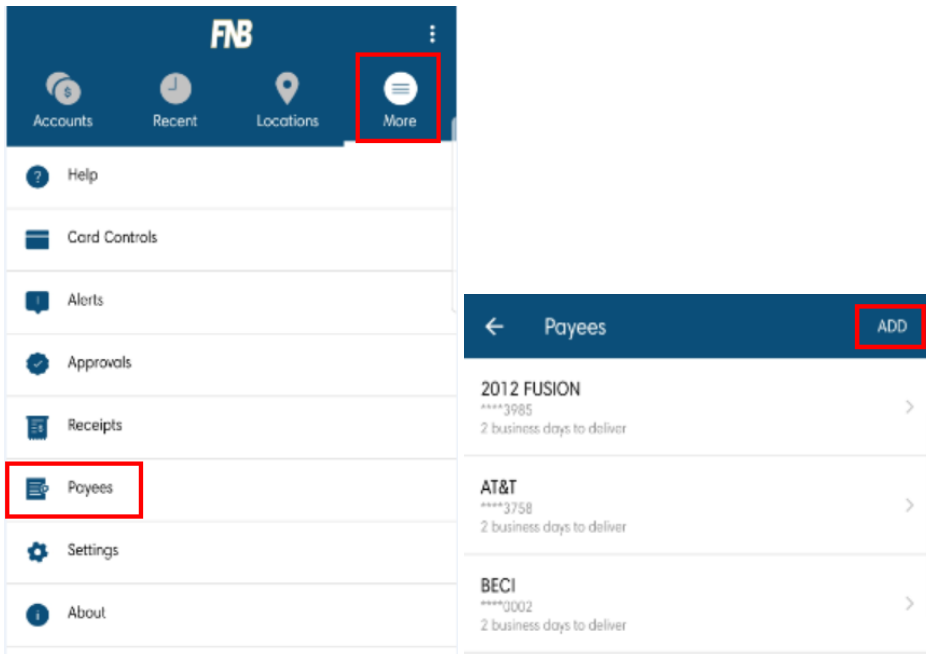 FNB
Accounts
Recent
Locations
More
Help
Card Controls
Alerts
Approvals
Receipts
Payees
Settings
About
Payees
ADD
2012 FUSION
****3985
2 business days to deliver
AT&T
****3758
2 business days to deliver
BECI
****0002
2 business days to deliver